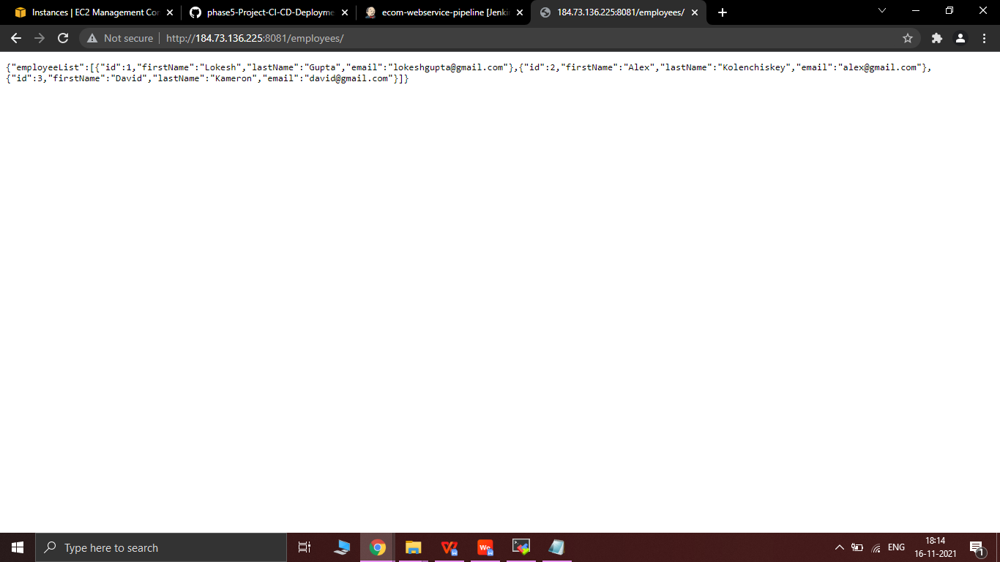 Instances | EC2 Management Cor
phase5-Project-CI-CD-Deployme
ecom-webservice-pipeline [Jenki
184.73.136.225:8081/employees/
Not secure | http://184.73.136.225:8081/employees/
{"employeeList":[{"id":1,"firstName":"Lokesh","lastName":"Gupta","email":"lokeshgupta@gmail.com"},{"id":2,"firstName":"Alex","lastName":"Kolenchiskey","email":"alex@gmail.com"},
{"id":3,"firstName":"David","lastName":"Kameron","email":"david@gmail.com"}]}
Type here to search
We
ENG
18:14
16-11-2021
1